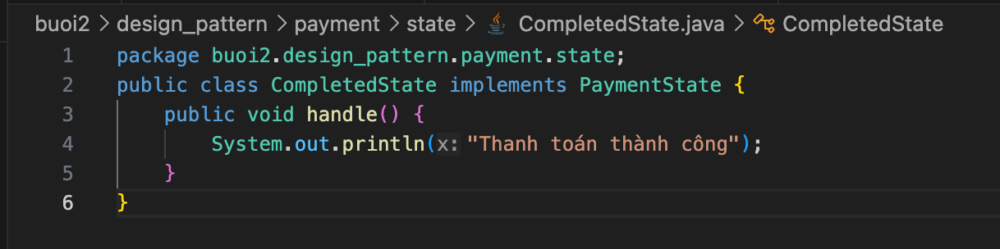 buoi2 > design_pattern > payment > state > CompletedState.java > CompletedState
1 package buoi2.design_pattern.payment.state;
2 public class CompletedState implements PaymentState {
3     public void handle() {
4         System.out.println(x: "Thanh toán thành công");
5     }
6 }